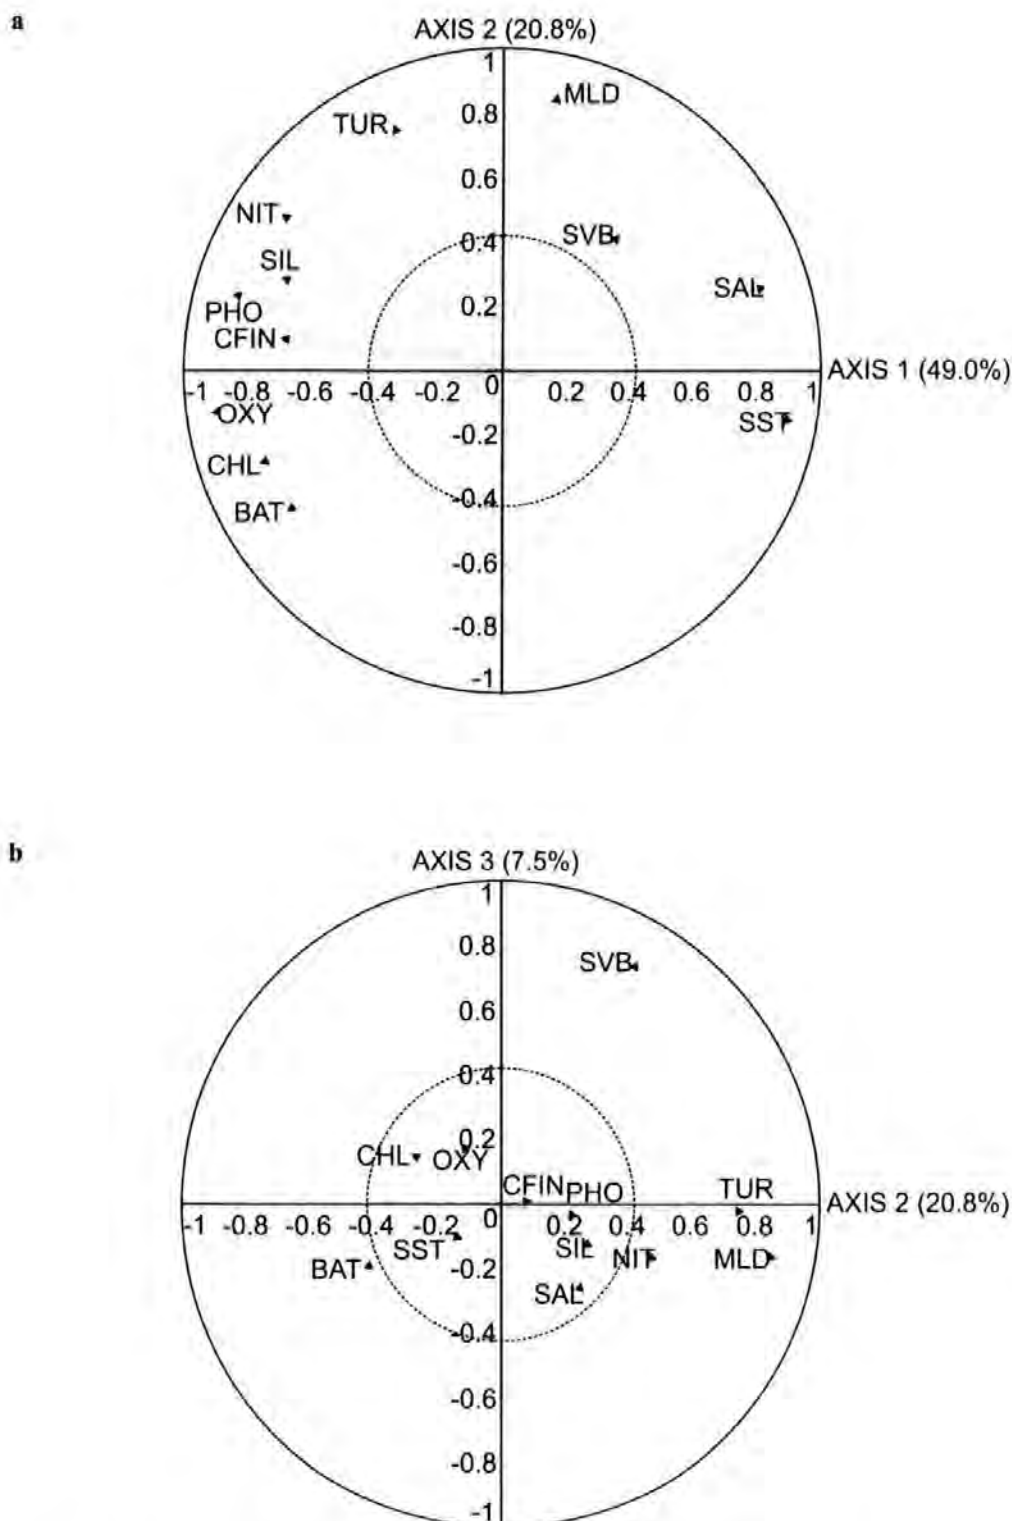 a
AXIS 2 (20.8%)
1
MLD
0.8
TUR
0.6
NIT
0.4
SVB
SIL
SAL
0.2
PHO
CFIN
0
AXIS 1 (49.0%)
-1 -0.8 -0.6 -0.4 -0.2 0.2 0.4 0.6 0.8 1
OXY
SST
-0.2
CHL
-0.4
BAT
-0.6
-0.8
-1
b
AXIS 3 (7.5%)
1
0.8
SVB
0.6
0.4
0.2
CHL OXY
CFIN PHO TUR
0
AXIS 2 (20.8%)
-1 -0.8 -0.6 -0.4 -0.2 0.2 0.4 0.6 0.8 1
SST SIL NIT MLD
BAT
-0.2
SAL
-0.4
-0.6
-0.8
-1